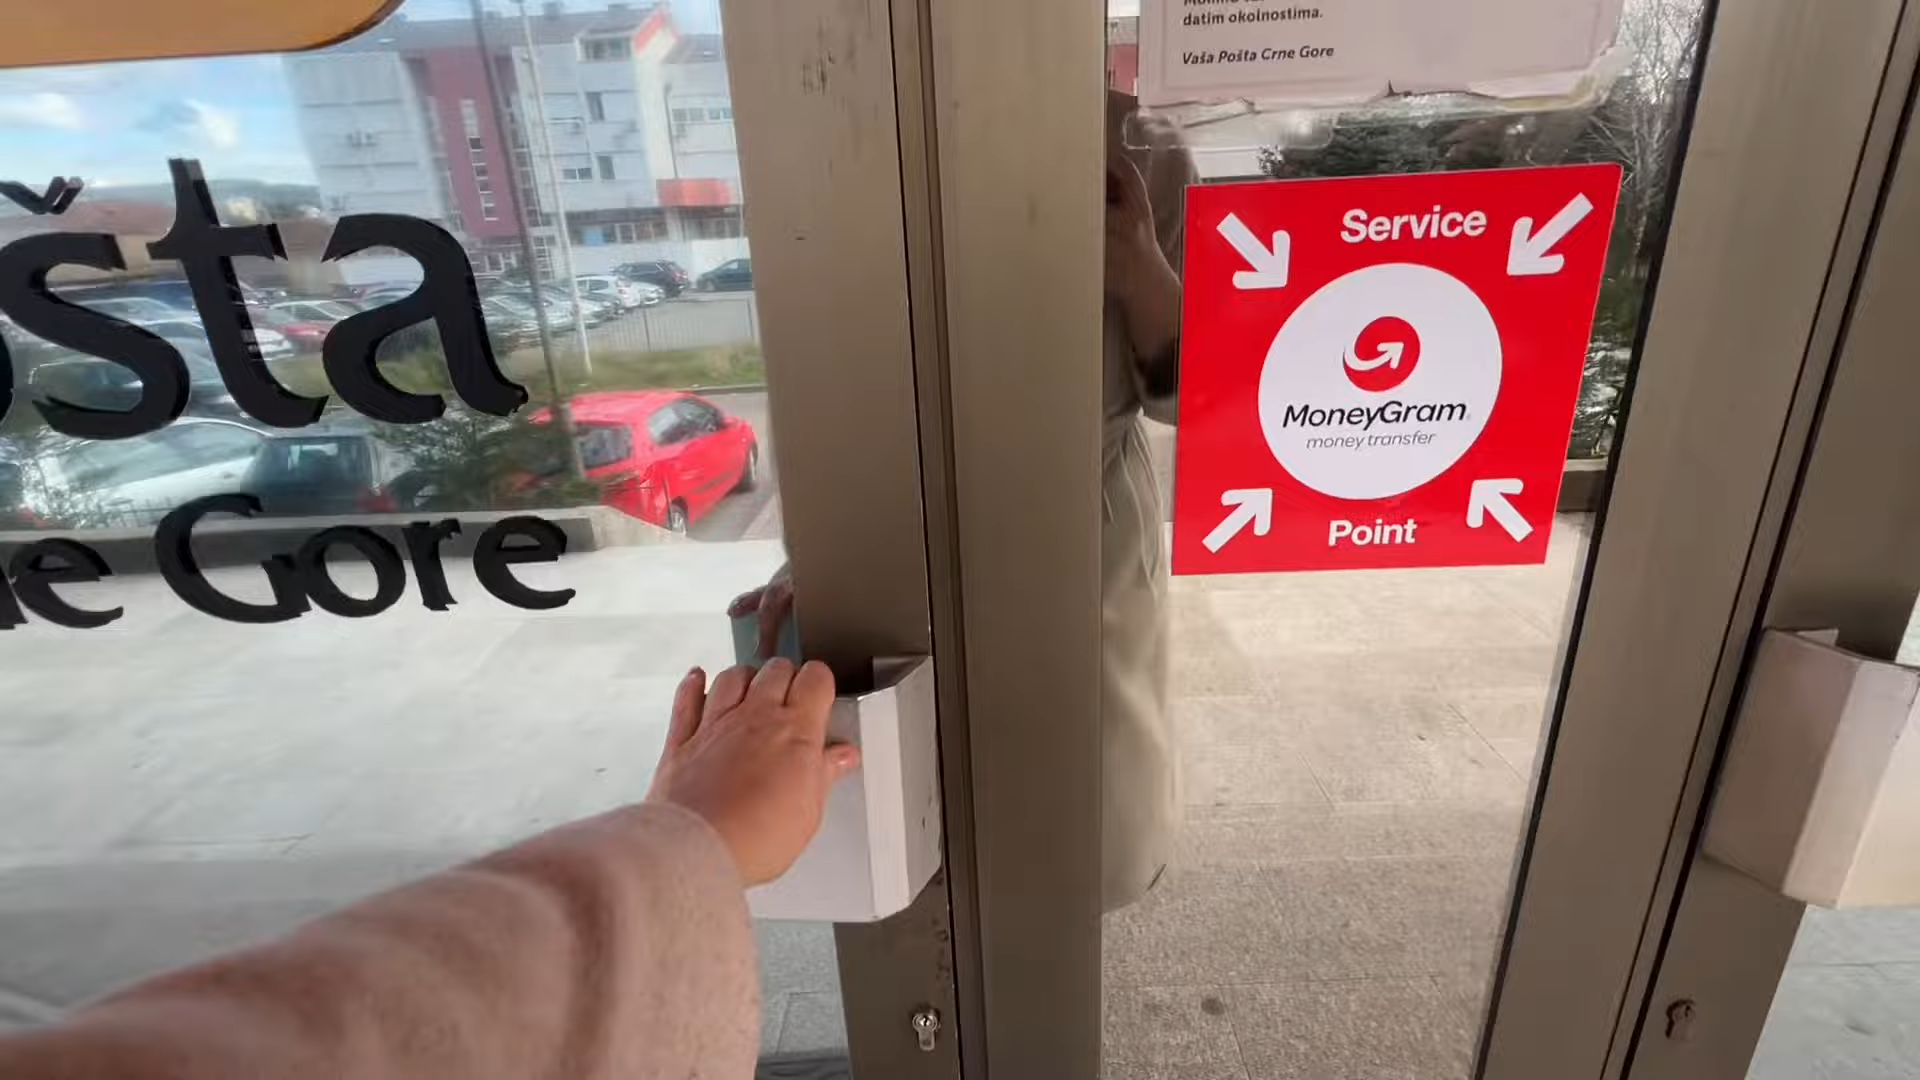 datim okolnostima.
Vaša Pošta Crne Gore
šta
e Gore
Service
MoneyGram
money transfer
Point